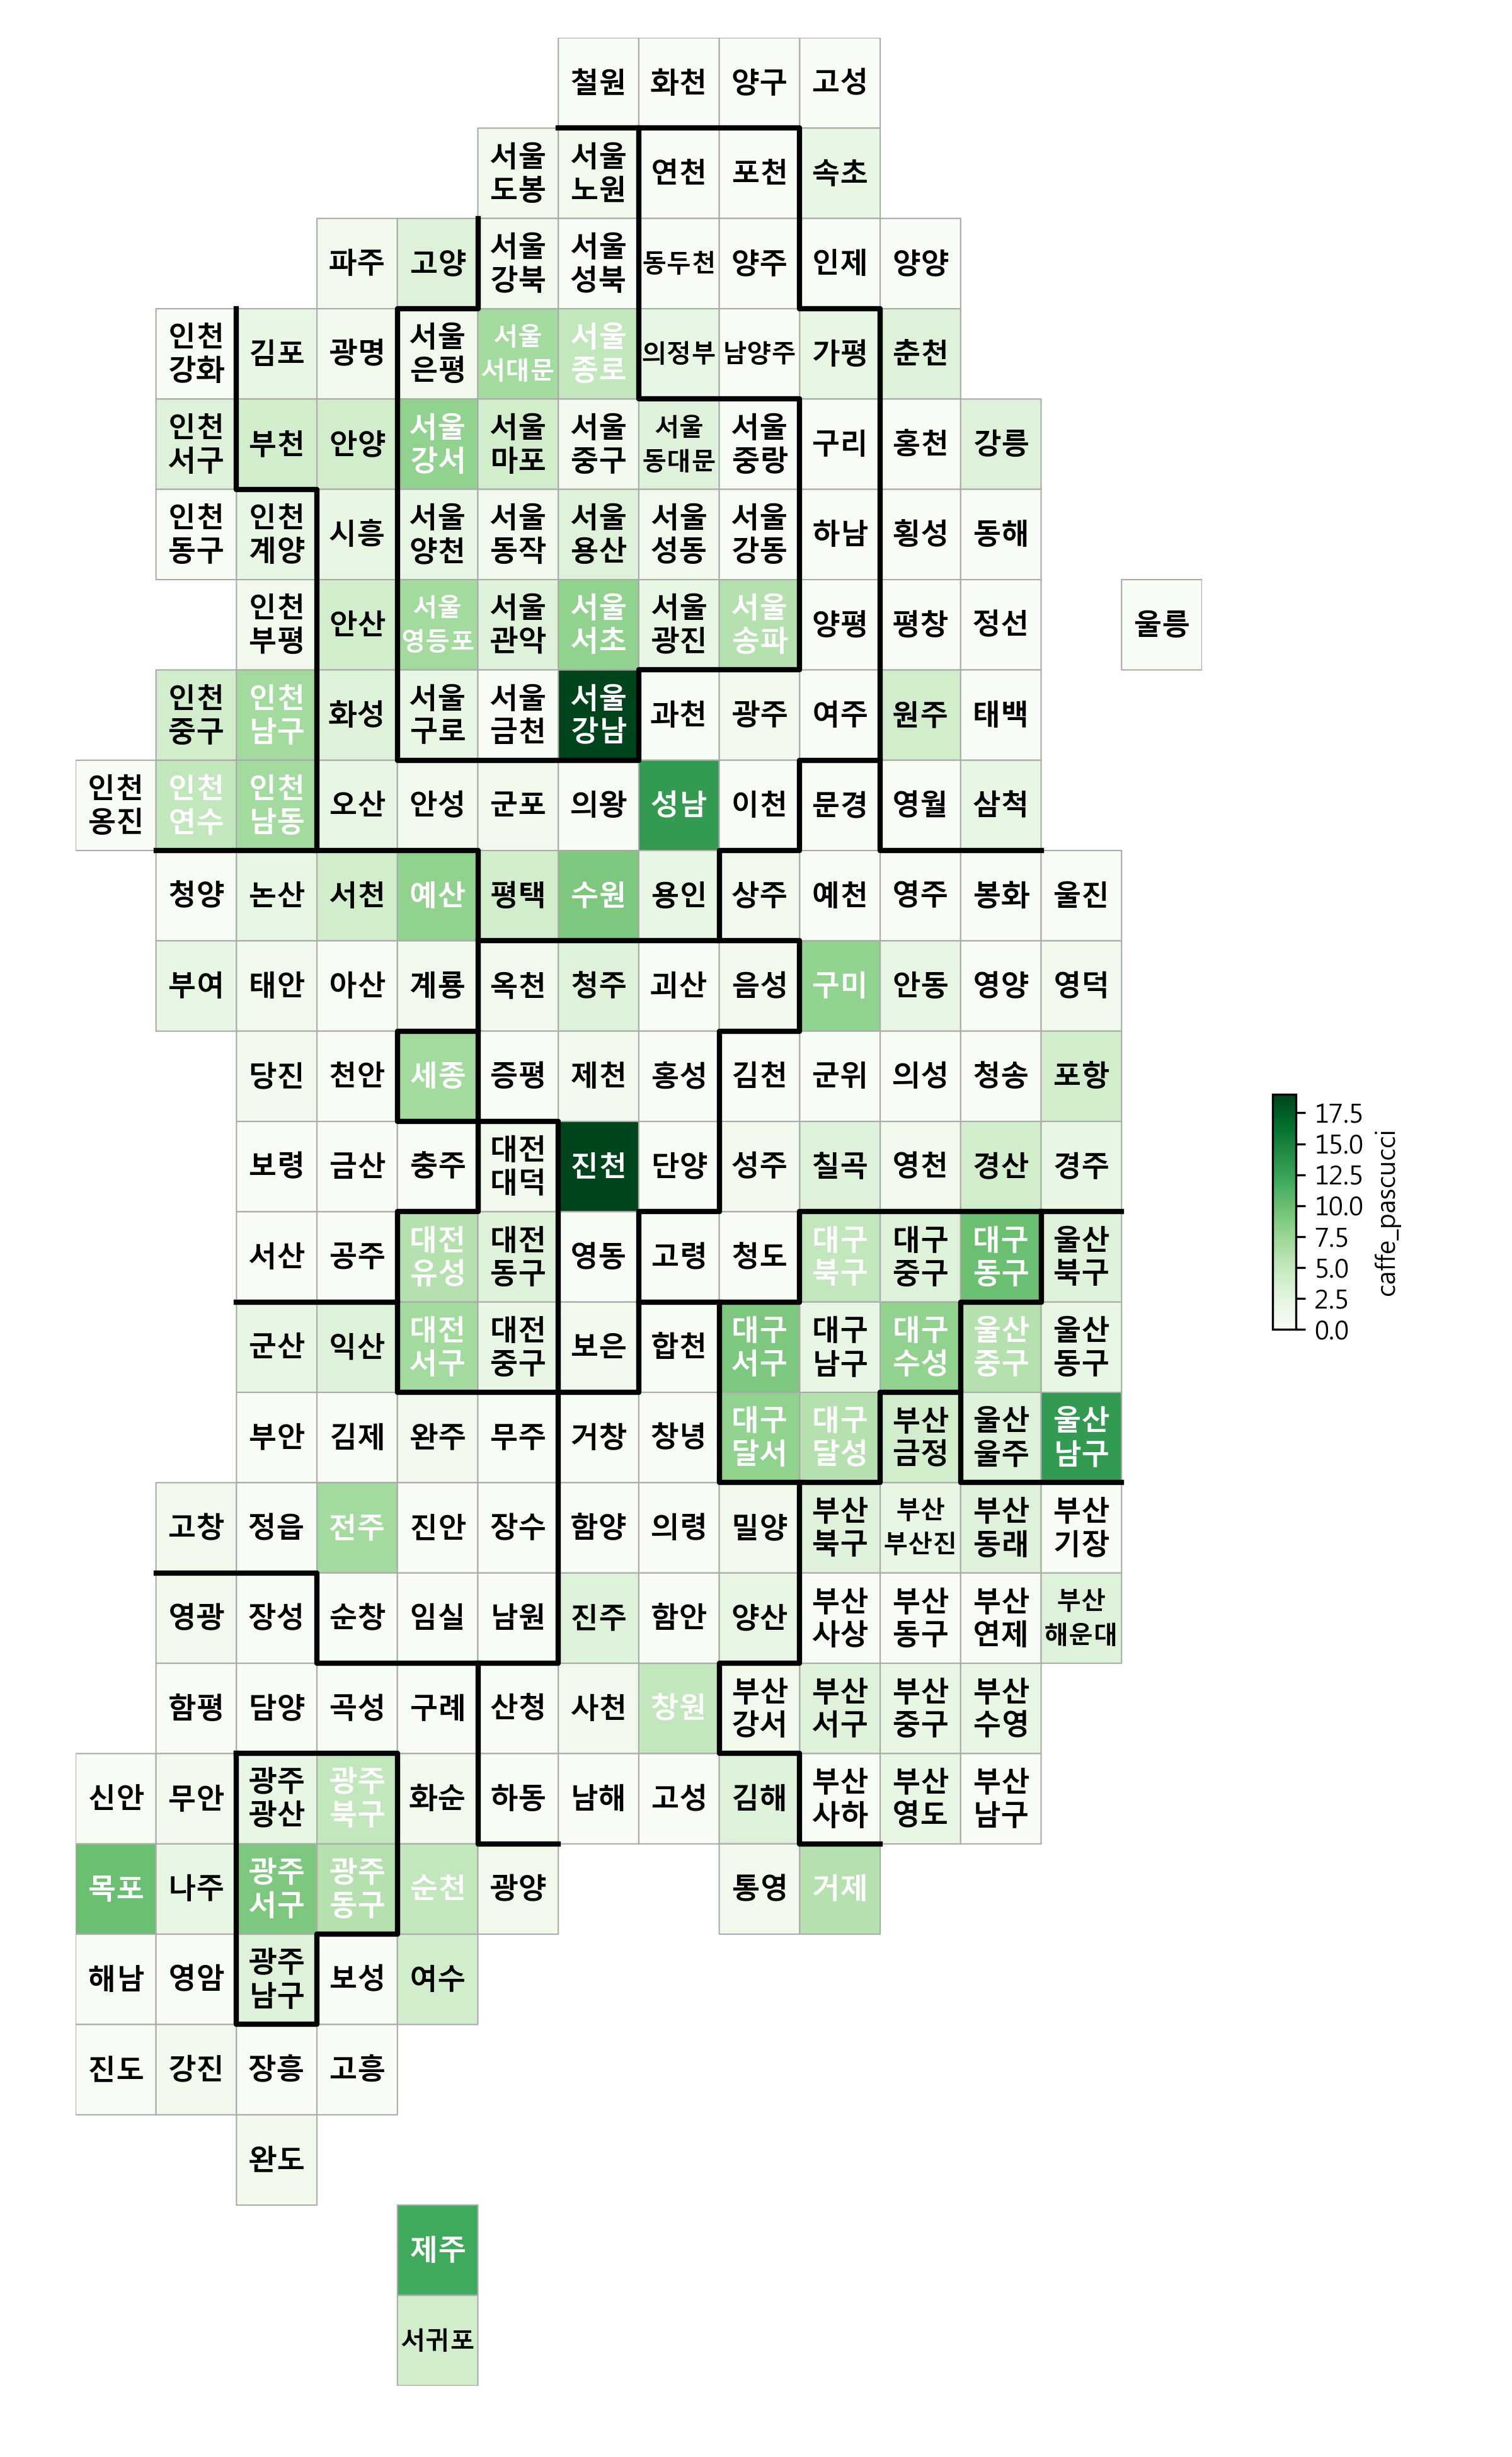 철원 화천 양구 고성
서울 도봉 서울 노원 연천 포천 속초
파주 고양 서울 강북 서울 성북 동두천 양주 인제 양양
인천 강화 김포 광명 서울 은평 서울 서대문 서울 종로 의정부 남양주 가평 춘천
인천 서구 부천 안양 서울 강서 서울 마포 서울 중구 서울 동대문 서울 중랑 구리 홍천 강릉
인천 동구 인천 계양 시흥 서울 양천 서울 동작 서울 용산 서울 성동 서울 강동 하남 횡성 동해
인천 부평 안산 서울 영등포 서울 관악 서울 서초 서울 광진 서울 송파 양평 평창 정선 울릉
인천 중구 인천 남구 화성 서울 구로 서울 금천 서울 강남 과천 광주 여주 원주 태백
인천 옹진 인천 연수 인천 남동 오산 안성 군포 의왕 성남 이천 문경 영월 삼척
청양 논산 서천 예산 평택 수원 용인 상주 예천 영주 봉화 울진
부여 태안 아산 계룡 옥천 청주 괴산 음성 구미 안동 영양 영덕
당진 천안 세종 증평 제천 홍성 김천 군위 의성 청송 포항
보령 금산 충주 대전 대덕 진천 단양 성주 칠곡 영천 경산 경주
서산 공주 대전 유성 대전 동구 영동 고령 청도 대구 북구 대구 중구 대구 동구 울산 북구
군산 익산 대전 서구 대전 중구 보은 합천 대구 서구 대구 남구 대구 수성 울산 중구 울산 동구
부안 김제 완주 무주 거창 창녕 대구 달서 대구 달성 부산 금정 울산 울주 울산 남구
고창 정읍 전주 진안 장수 함양 의령 밀양 부산 북구 부산 부산진 부산 동래 부산 기장
영광 장성 순창 임실 남원 진주 함안 양산 부산 사상 부산 동구 부산 연제 부산 해운대
함평 담양 곡성 구례 산청 사천 창원 부산 강서 부산 서구 부산 중구 부산 수영
신안 무안 광주 광산 광주 북구 화순 하동 남해 고성 김해 부산 사하 부산 영도 부산 남구
목포 나주 광주 서구 광주 동구 순천 광양 통영 거제
해남 영암 광주 남구 보성 여수
진도 강진 장흥 고흥
완도
제주
서귀포
17.5
15.0
12.5
10.0
7.5
5.0
2.5
0.0
caffe_pascucci